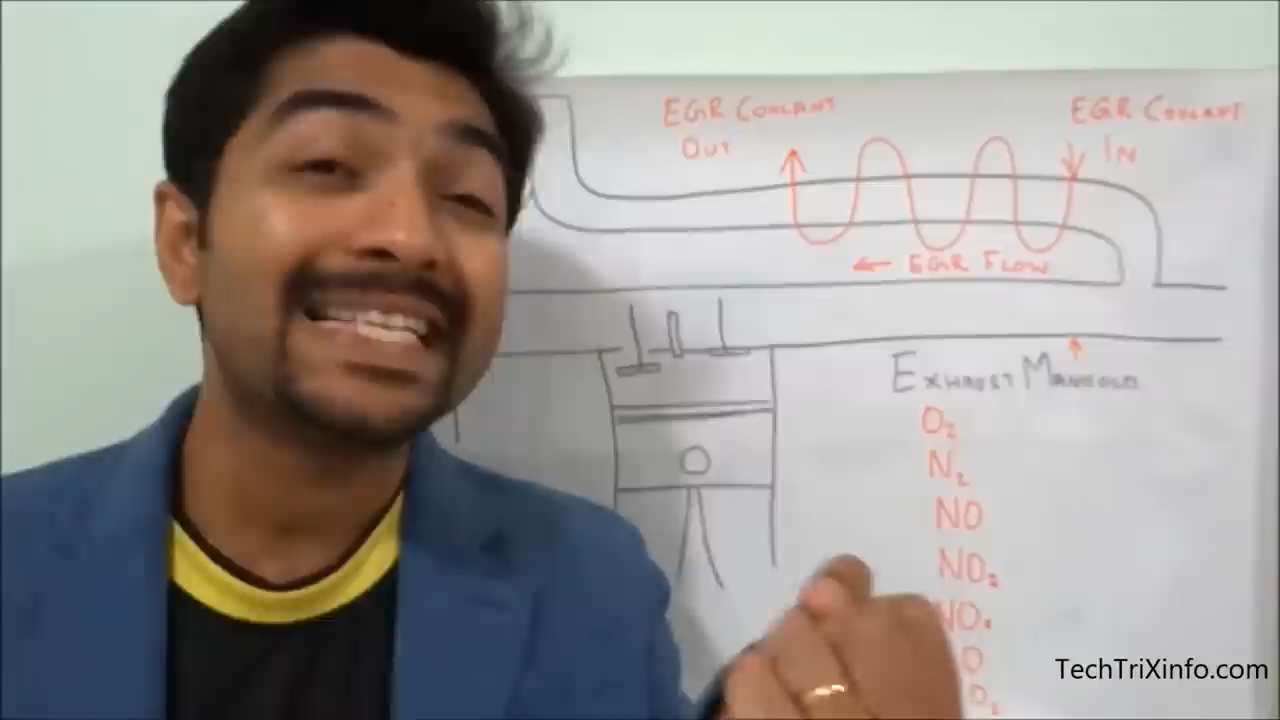 EGR COOLANT
OUT
EGR COOLANT
IN
← EGR FLOW
EXHAUST MANIFOLD
O₂
N₂
NO
NO₂
TechTriXinfo.com